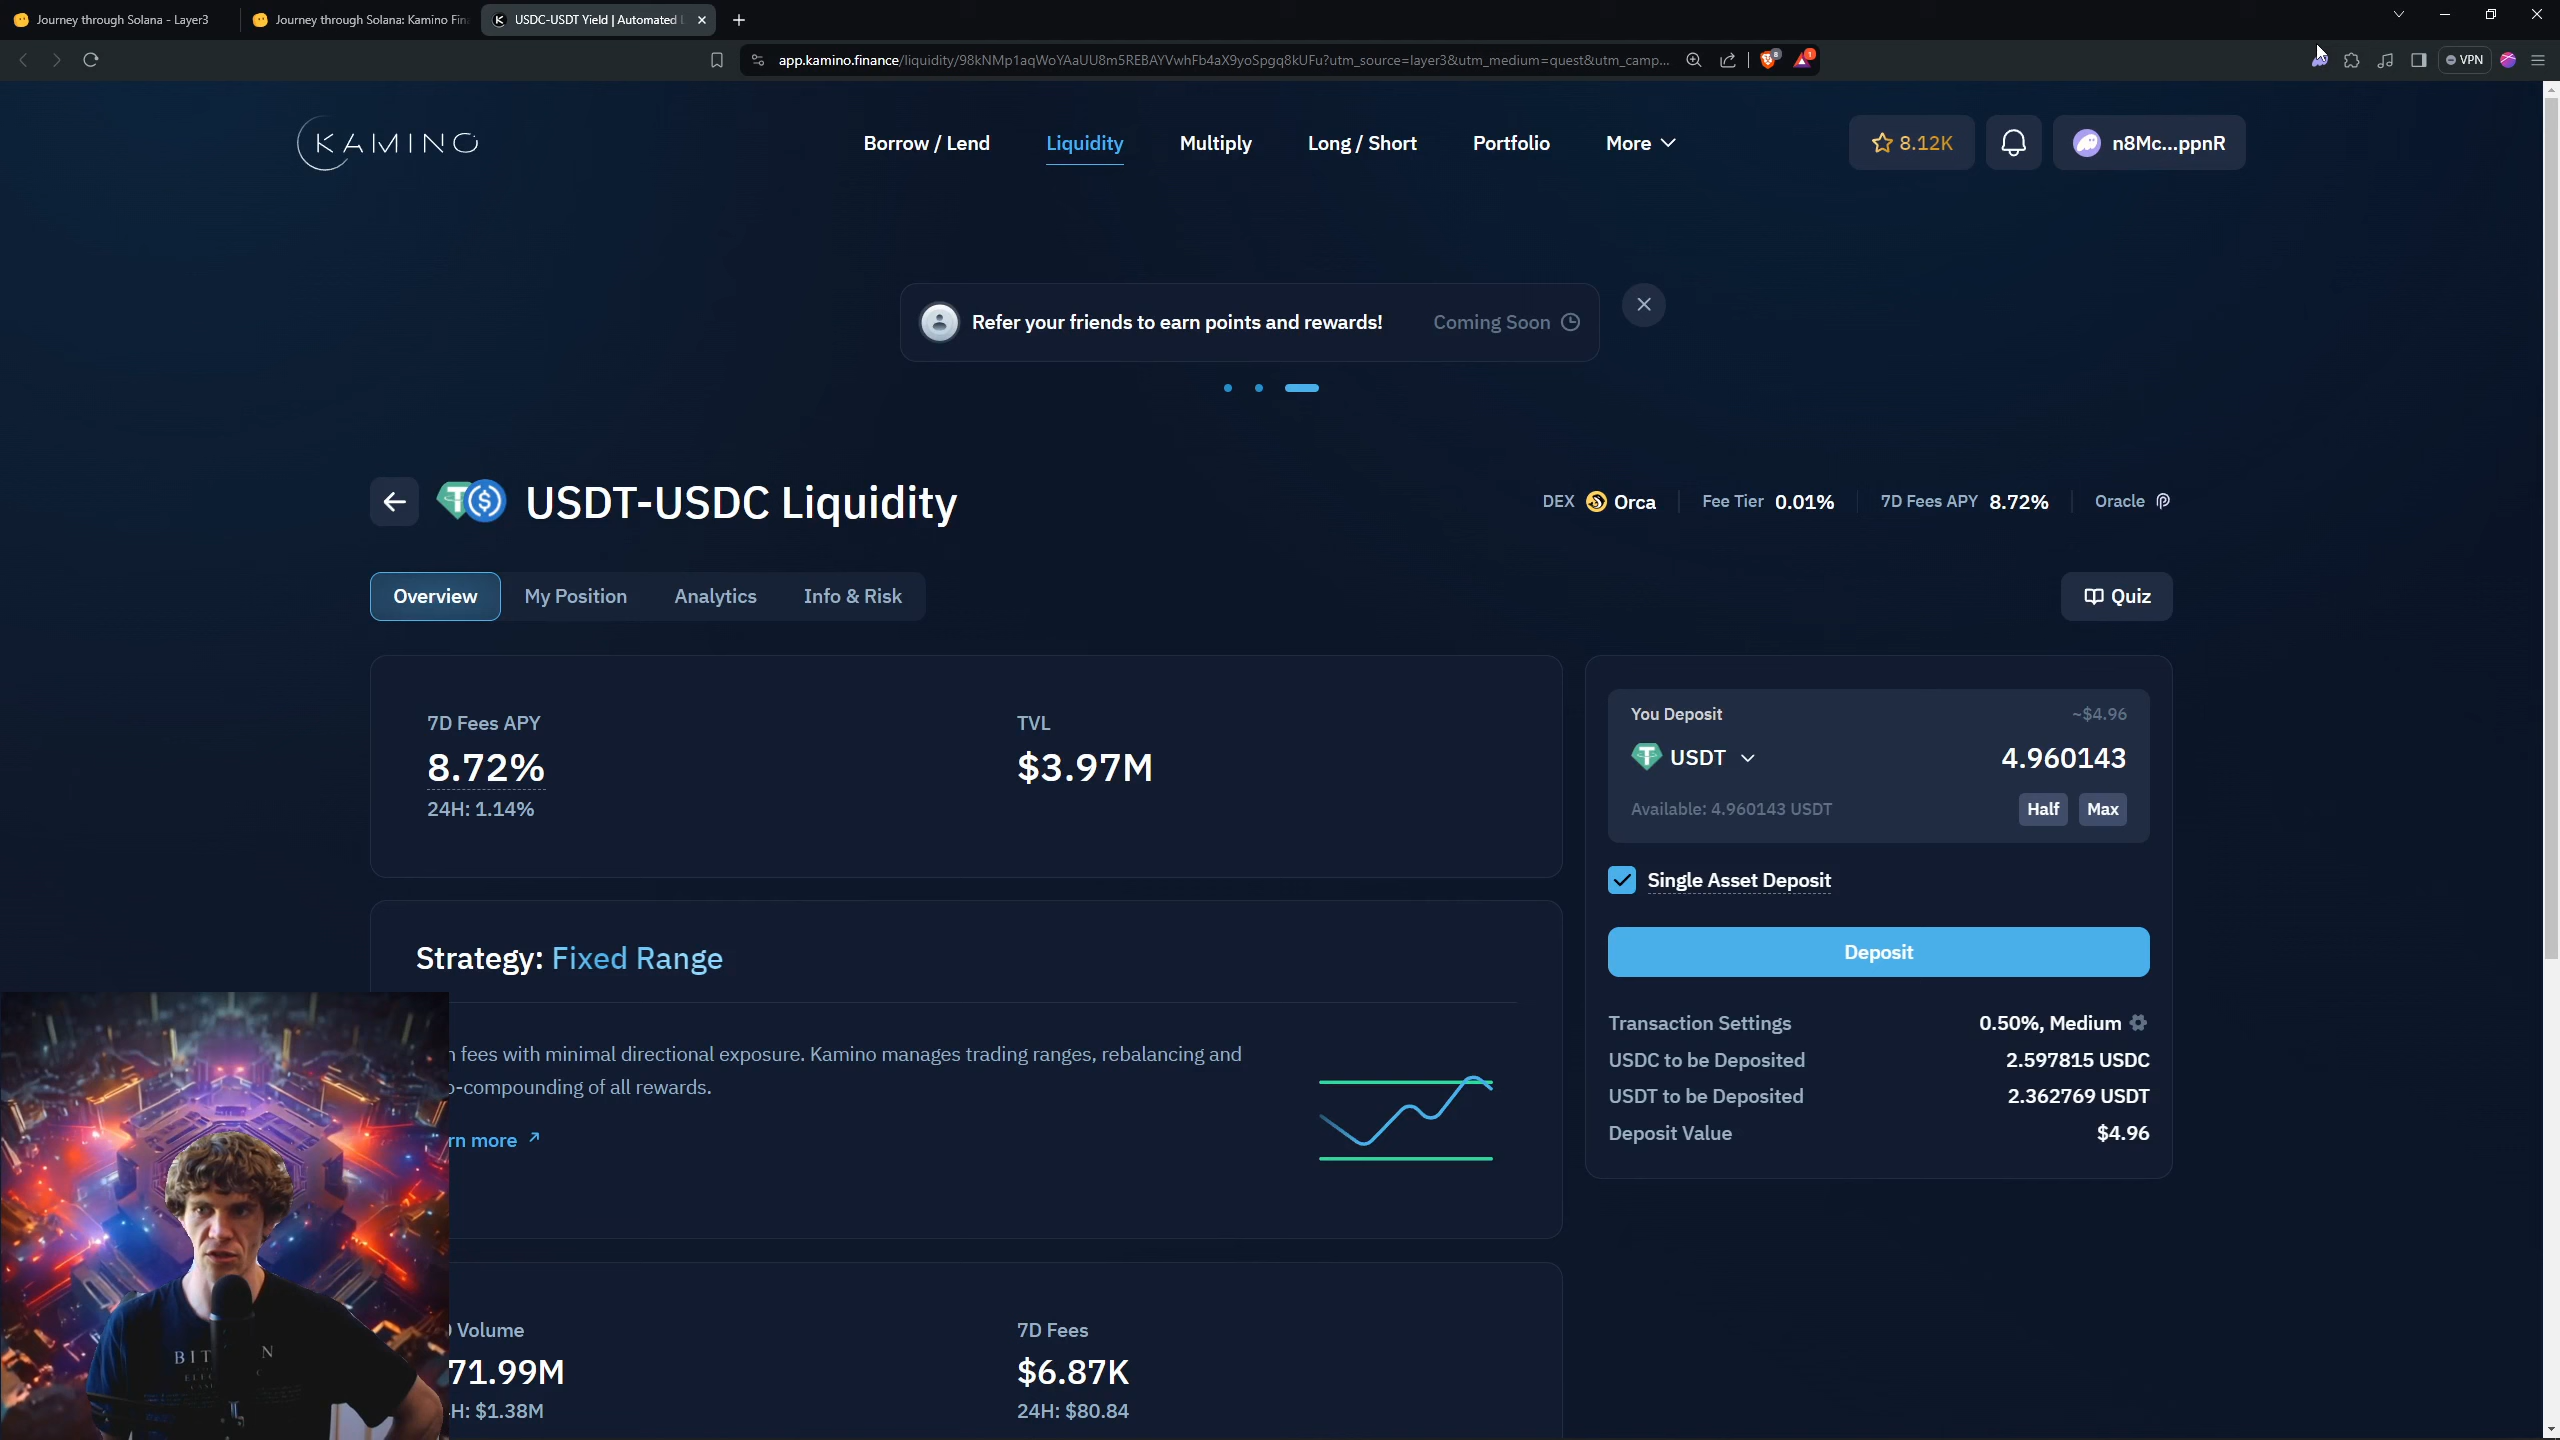 Journey through Solana - Layer3
Journey through Solana: Kamino Fin
USDC-USDT Yield | Automated
app.kamino.finance/liquidity/98kNMp1aqWoYAaUU8m5REBAYVwhFb4aX9yoSpgq8kUFu?utm_source=layer3&utm_medium=quest&utm_camp...
VPN
KAMINO
Borrow / Lend
Liquidity
Multiply
Long / Short
Portfolio
More
8.12K
n8Mc...ppnR
Refer your friends to earn points and rewards!
Coming Soon
USDT-USDC Liquidity
DEX Orca
Fee Tier 0.01%
7D Fees APY 8.72%
Oracle
Overview
My Position
Analytics
Info & Risk
Quiz
7D Fees APY
8.72%
24H: 1.14%
TVL
$3.97M
You Deposit
~$4.96
USDT
4.960143
Available: 4.960143 USDT
Half
Max
Single Asset Deposit
Deposit
Transaction Settings
0.50%, Medium
USDC to be Deposited
2.597815 USDC
USDT to be Deposited
2.362769 USDT
Deposit Value
$4.96
Strategy: Fixed Range
n fees with minimal directional exposure. Kamino manages trading ranges, rebalancing and
o-compounding of all rewards.
rn more
Volume
71.99M
H: $1.38M
7D Fees
$6.87K
24H: $80.84
BIT N